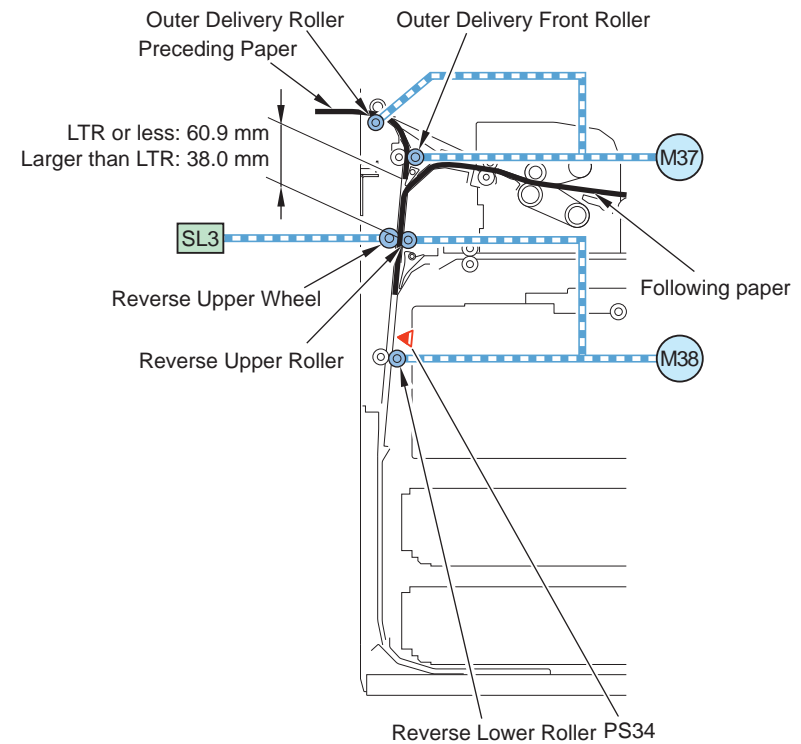 Outer Delivery Roller
Outer Delivery Front Roller
Preceding Paper
LTR or less: 60.9 mm
Larger than LTR: 38.0 mm
M37
SL3
Following paper
Reverse Upper Wheel
Reverse Upper Roller
M38
Reverse Lower Roller
PS34